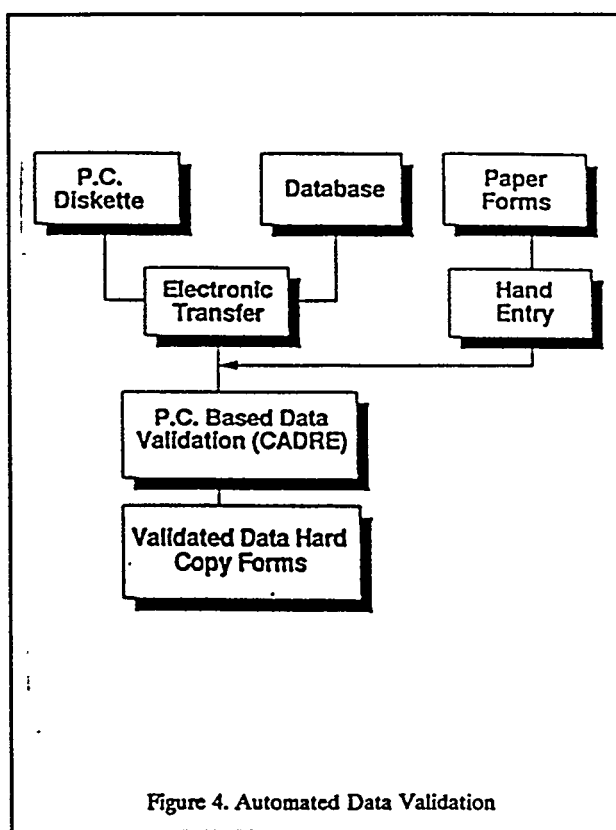 P.C.
Diskette
Database
Paper
Forms
Electronic
Transfer
Hand
Entry
P.C. Based Data
Validation (CADRE)
Validated Data Hard
Copy Forms
Figure 4. Automated Data Validation